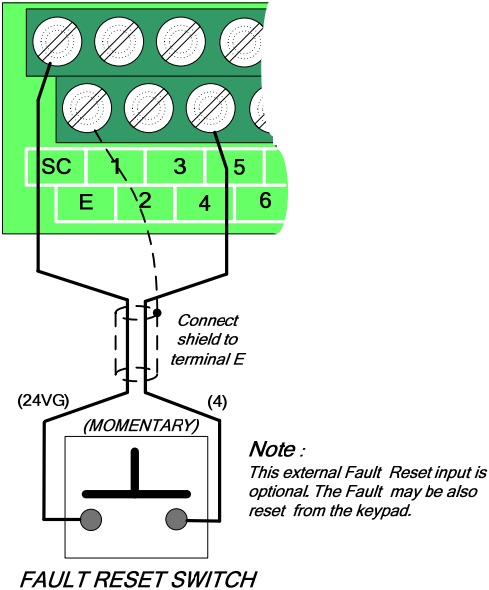 SC 1 3 5
E 2 4 6
Connect
shield to
terminal E
(24VG) (4)
(MOMENTARY)
Note :
This external Fault Reset input is
optional. The Fault may be also
reset from the keypad.
FAULT RESET SWITCH